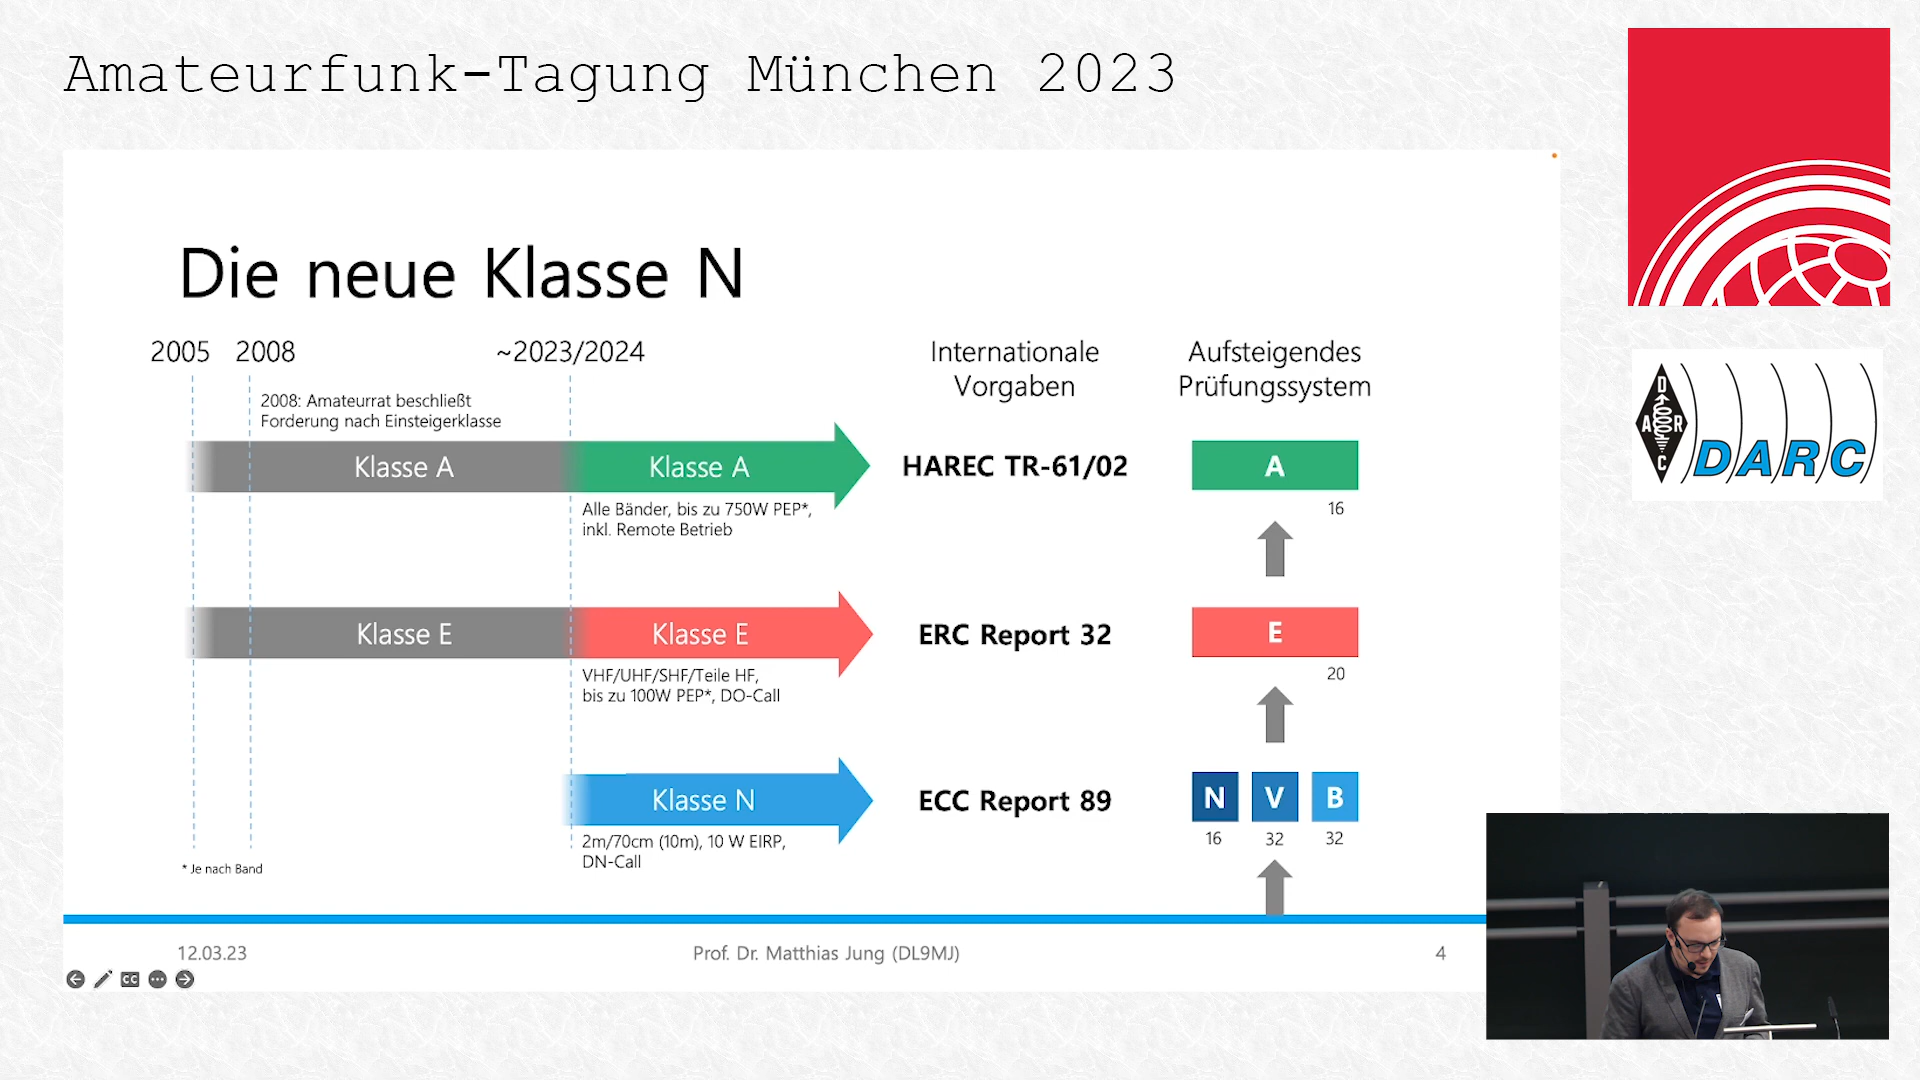 Amateurfunk-Tagung München 2023
Die neue Klasse N
2005 2008 ~2023/2024
Internationale
Vorgaben
Aufsteigendes
Prüfungssystem
2008: Amateurrat beschließt
Forderung nach Einsteigerklasse
Klasse A
Klasse A
HAREC TR-61/02
A
16
Alle Bänder, bis zu 750W PEP*,
inkl. Remote Betrieb
Klasse E
Klasse E
ERC Report 32
E
20
VHF/UHF/SHF/Teile HF,
bis zu 100W PEP*, DO-Call
Klasse N
ECC Report 89
N V B
16 32 32
2m/70cm (10m), 10 W EIRP,
DN-Call
* Je nach Band
12.03.23
Prof. Dr. Matthias Jung (DL9MJ)
4
CC
D
A R
C
DARC